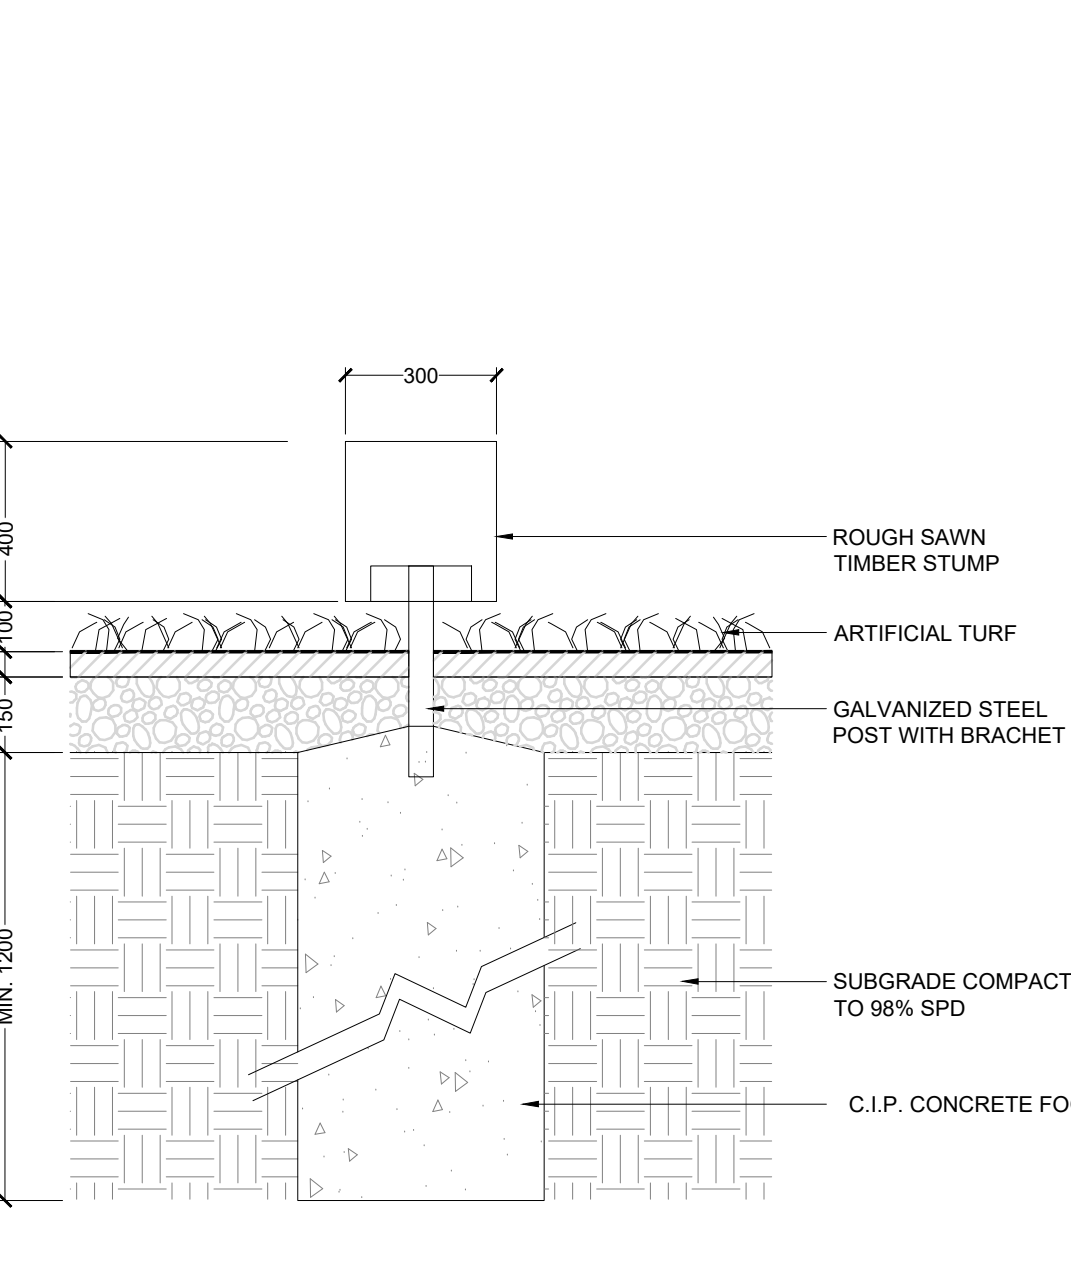 300
400
100
150
MIN. 1200
ROUGH SAWN
TIMBER STUMP
ARTIFICIAL TURF
GALVANIZED STEEL
POST WITH BRACHET
SUBGRADE COMPACT
TO 98% SPD
C.I.P. CONCRETE